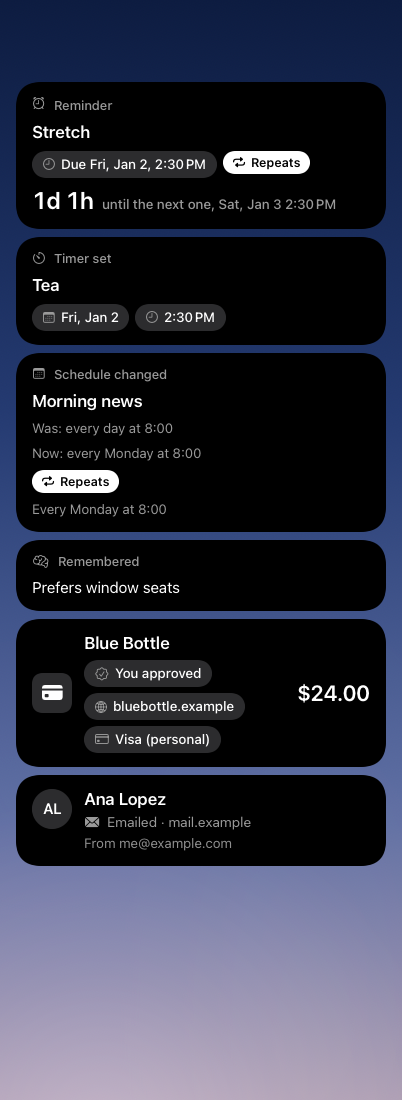 Reminder
Stretch
Due Fri, Jan 2, 2:30 PM
Repeats
1d 1h until the next one, Sat, Jan 3 2:30 PM
Timer set
Tea
Fri, Jan 2
2:30 PM
Schedule changed
Morning news
Was: every day at 8:00
Now: every Monday at 8:00
Repeats
Every Monday at 8:00
Remembered
Prefers window seats
Blue Bottle
You approved
bluebottle.example
Visa (personal)
$24.00
AL
Ana Lopez
Emailed · mail.example
From me@example.com